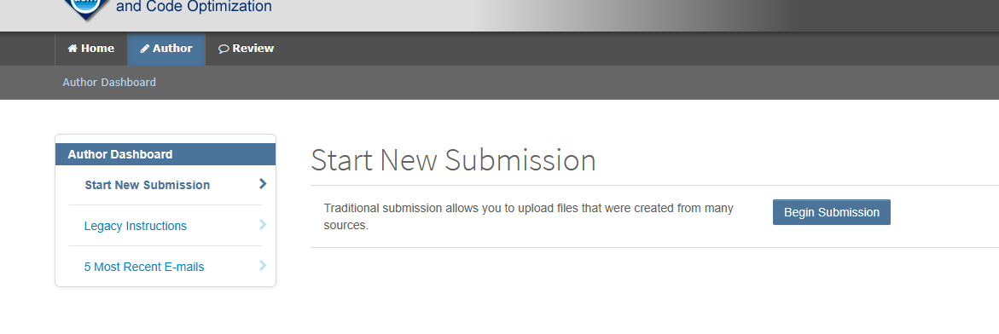 and Code Optimization
Home
Author
Review
Author Dashboard
Author Dashboard
Start New Submission
Legacy Instructions
5 Most Recent E-mails
Start New Submission
Traditional submission allows you to upload files that were created from many
sources.
Begin Submission